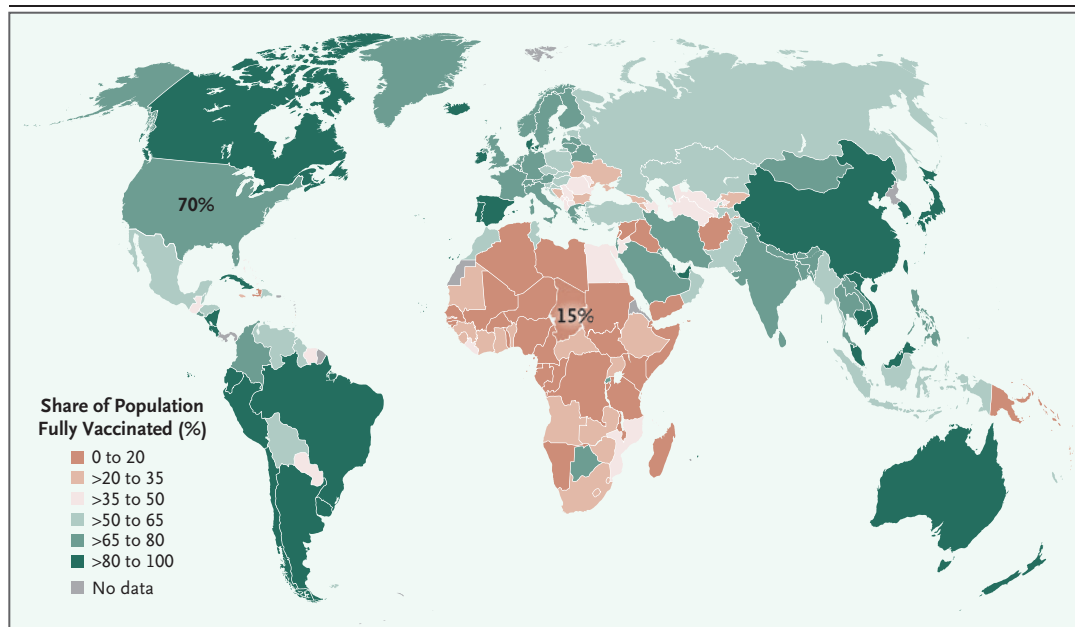 70%
15%
Share of Population
Fully Vaccinated (%)
0 to 20
>20 to 35
>35 to 50
>50 to 65
>65 to 80
>80 to 100
No data